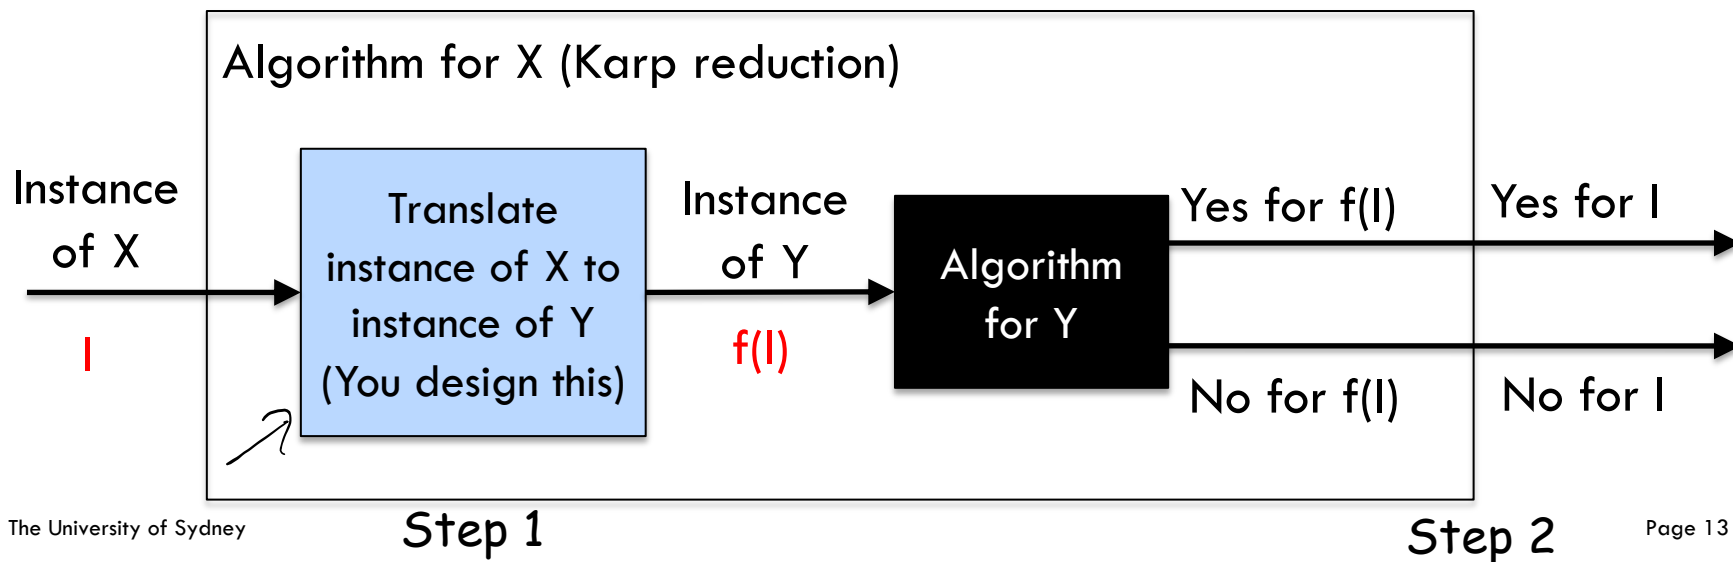 Algorithm for X (Karp reduction)
Instance
of X
I
Translate
instance of X to
instance of Y
(You design this)
Instance
of Y
f(I)
Algorithm
for Y
Yes for f(I)
No for f(I)
Yes for I
No for I
The University of Sydney
Step 1
Step 2
Page 13